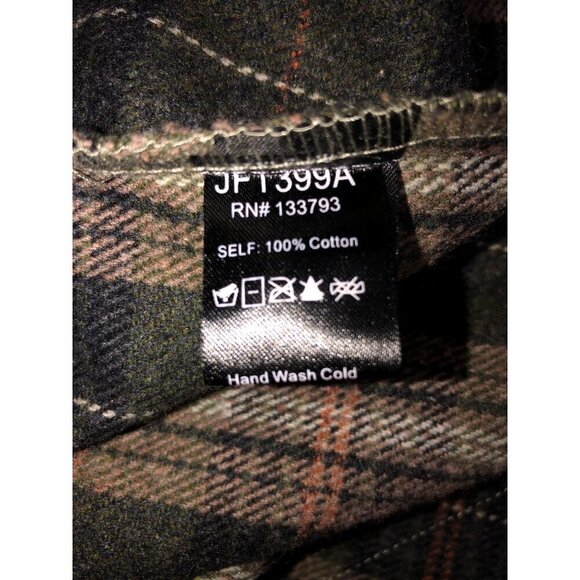 JFT399A
RN# 133793
SELF: 100% Cotton
Hand Wash Cold